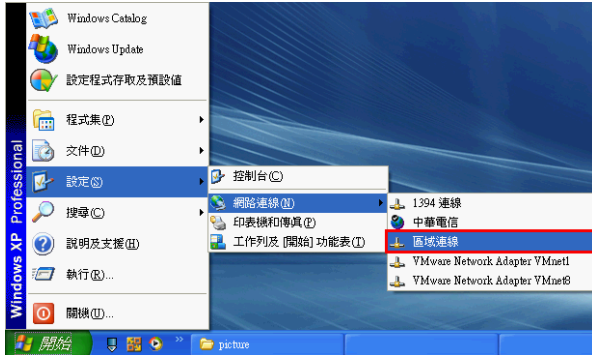 Windows Catalog
Windows Update
設定程式存取及預設値
程式集(P)
文件(D)
設定(S)
搜尋(C)
說明及支援(H)
執行(R)...
關機(U)...
Windows XP Professional
控制台(C)
網路連線(N)
印表機和傳眞(P)
工作列及 [開始] 功能表(T)
1394 連線
中華電信
區域連線
VMware Network Adapter VMnet1
VMware Network Adapter VMnet8
開始
picture